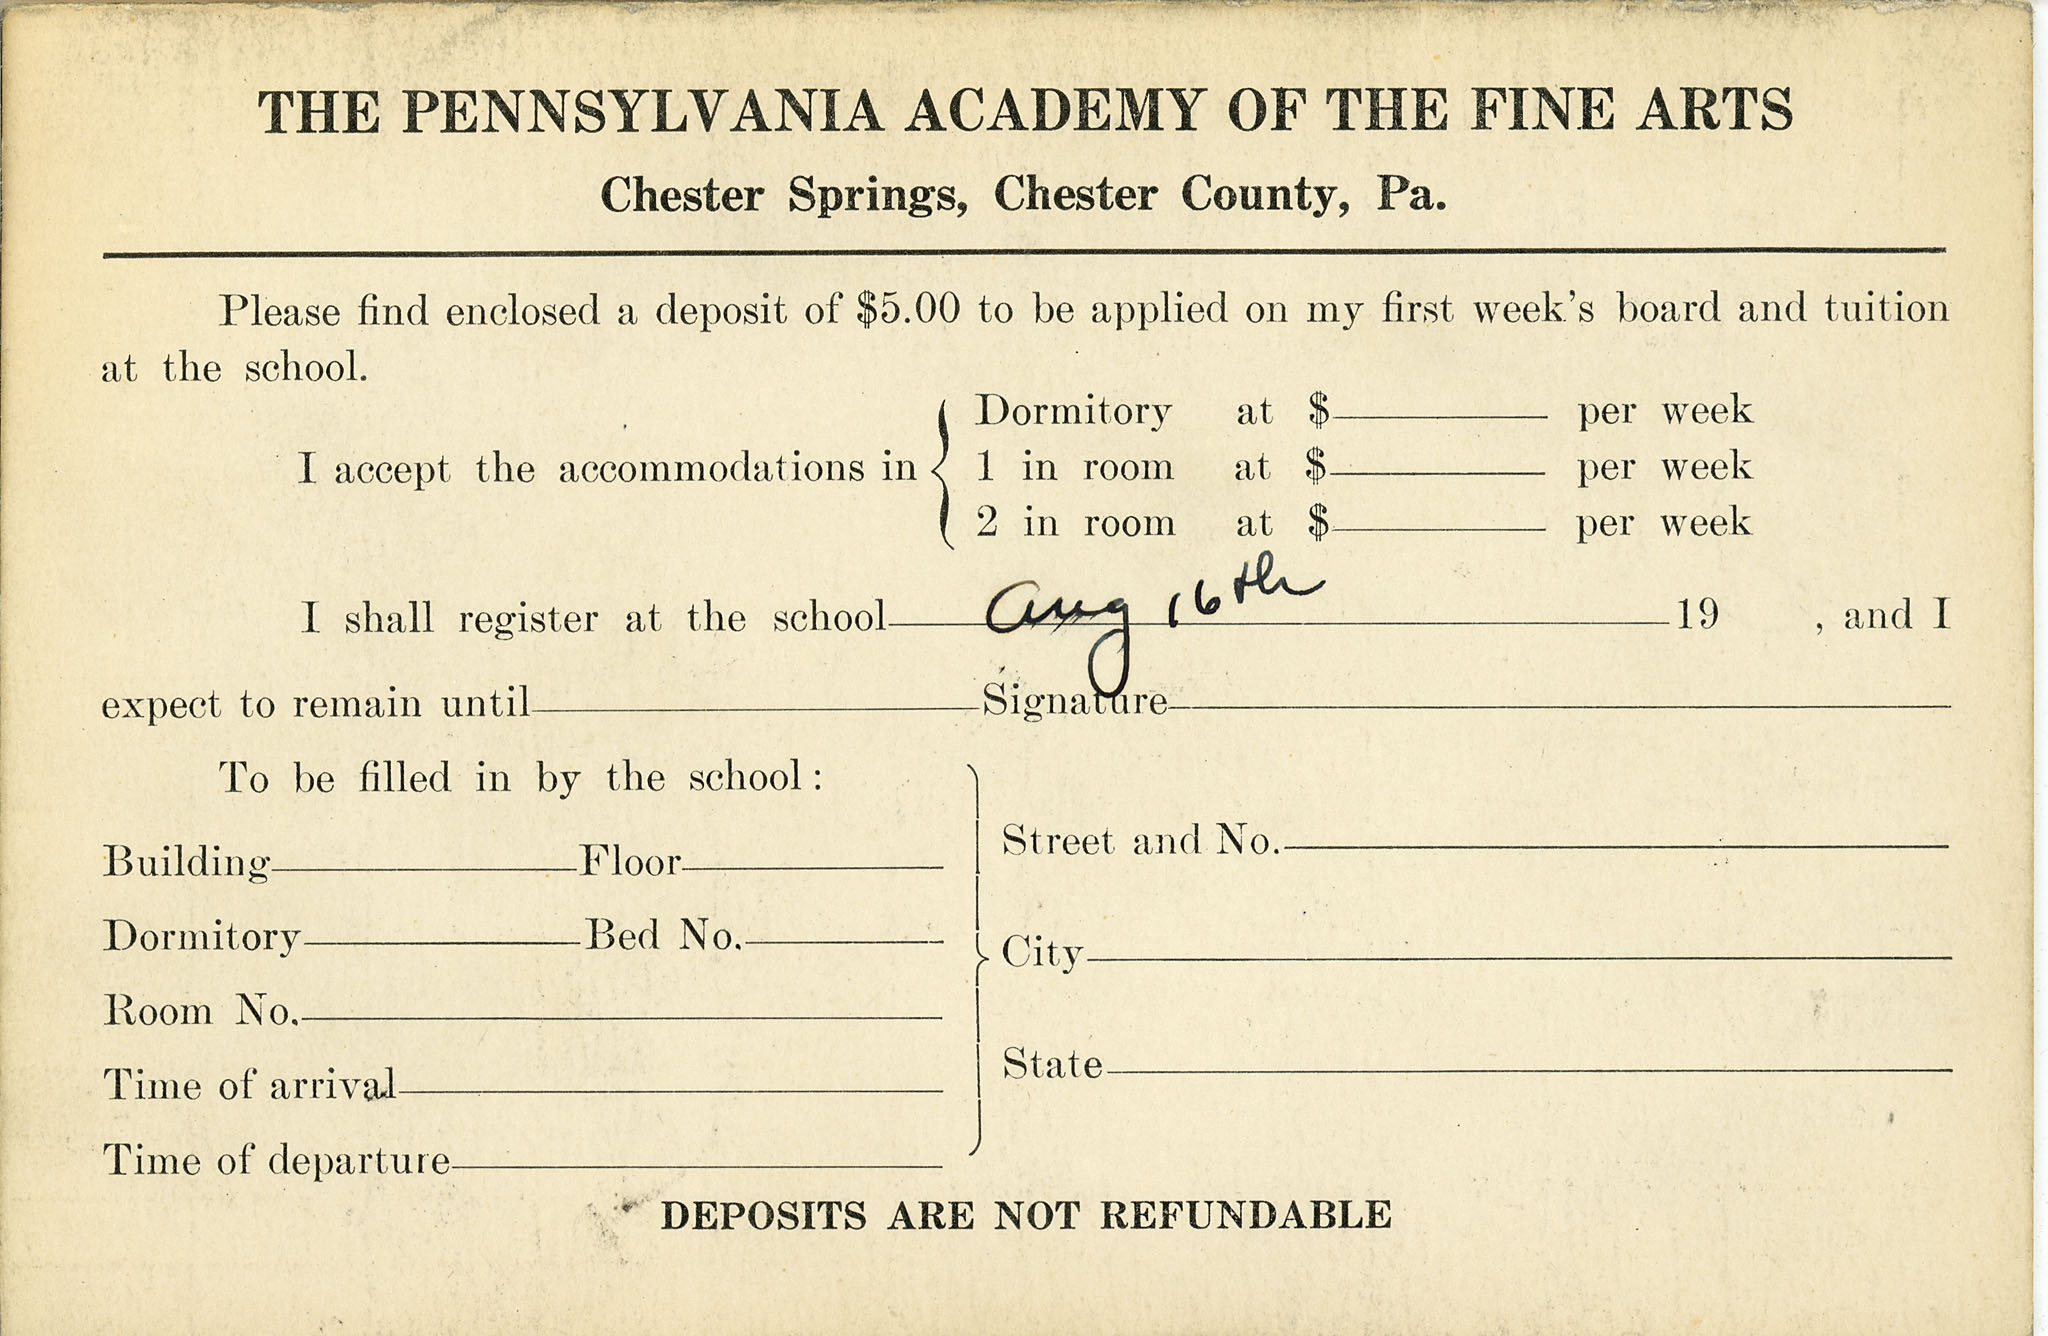 THE PENNSYLVANIA ACADEMY OF THE FINE ARTS
Chester Springs, Chester County, Pa.
Please find enclosed a deposit of $5.00 to be applied on my first week's board and tuition
at the school.
I accept the accommodations in
Dormitory at $ per week
1 in room at $ per week
2 in room at $ per week
I shall register at the school Aug 16th 19 , and I
expect to remain until Signature
To be filled in by the school:
Building Floor
Dormitory Bed No.
Room No.
Time of arrival
Time of departure
Street and No.
City
State
DEPOSITS ARE NOT REFUNDABLE